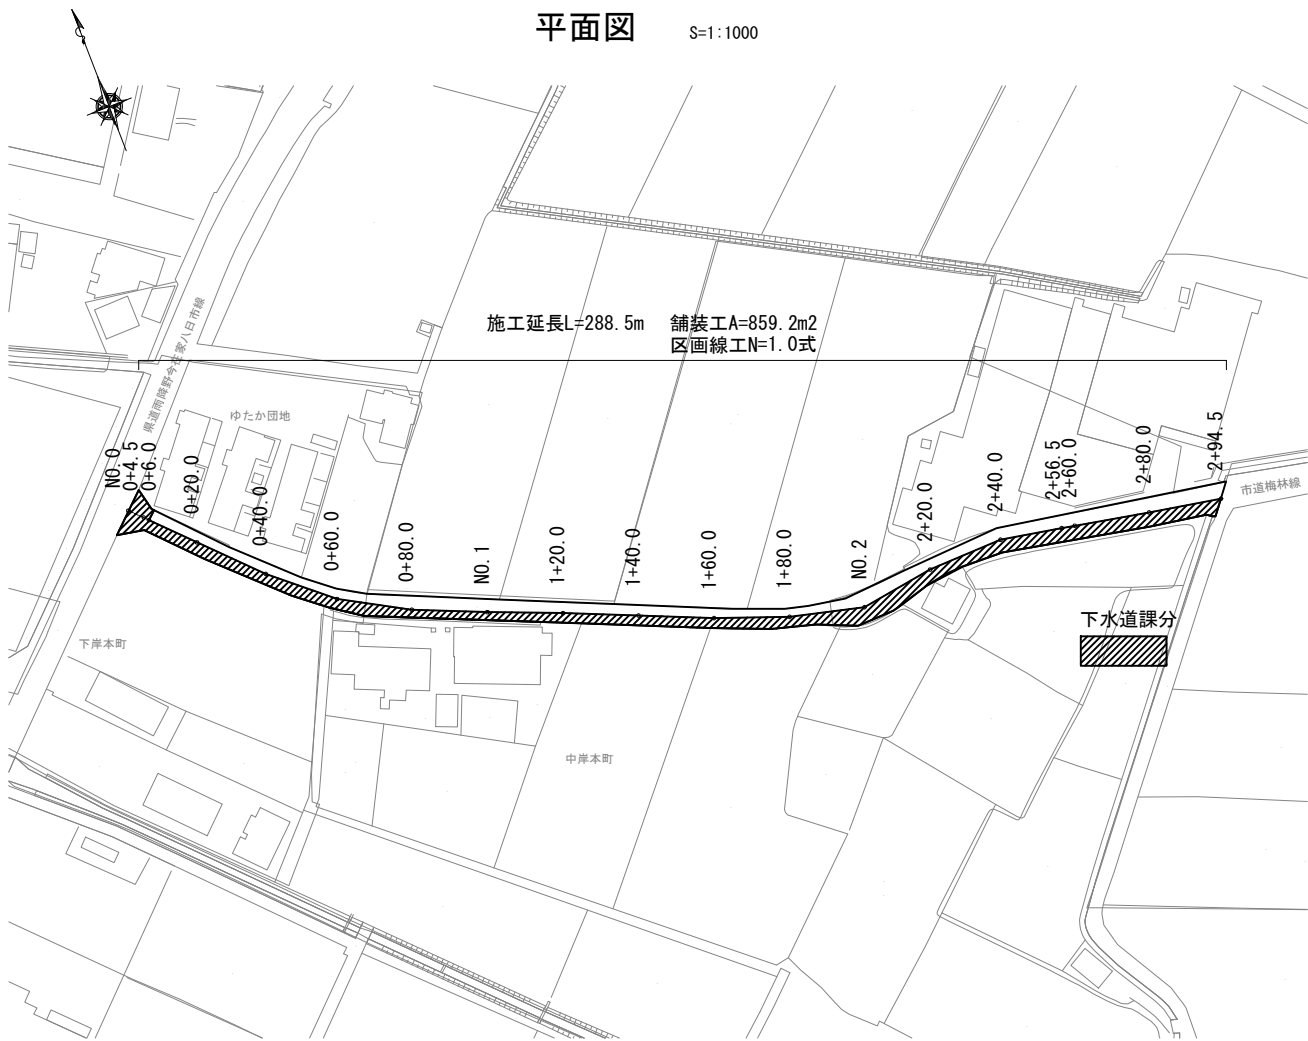 平面図 S=1:1000
施工延長L=288.5m 舗装工A=859.2m2
区画線工N=1.0式
県道雨降野今在家八日市線
ゆたか団地
市道梅林線
NO.0
0+4.5
0+6.0
0+20.0
0+40.0
0+60.0
0+80.0
NO.1
1+20.0
1+40.0
1+60.0
1+80.0
NO.2
2+20.0
2+40.0
2+56.5
2+60.0
2+80.0
2+94.5
下水道課分
下岸本町
中岸本町